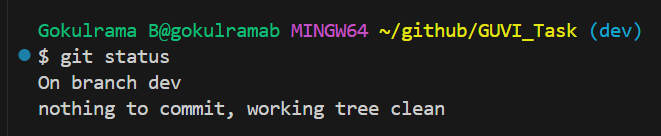 Gokulrama B@gokulramab MINGW64 ~/github/GUVI_Task (dev)
$ git status
On branch dev
nothing to commit, working tree clean